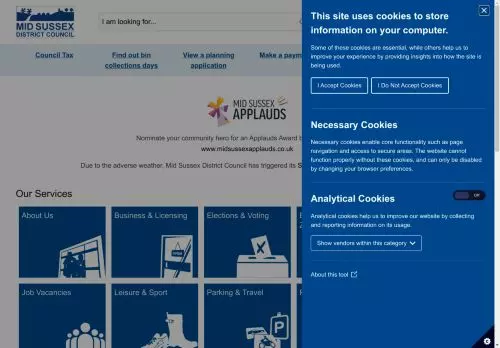 MID SUSSEX
DISTRICT COUNCIL
I am looking for...
Council Tax
Find out bin
collections days
View a planning
application
Make a paym
MID SUSSEX
APPLAUDS
Nominate your community hero for an Applauds Award b
www.midsussexapplauds.co.uk
Due to the adverse weather, Mid Sussex District Council has triggered its S
Our Services
About Us
Business & Licensing
Elections & Voting
Job Vacancies
Leisure & Sport
Parking & Travel
This site uses cookies to store
information on your computer.
Some of these cookies are essential, while others help us to
improve your experience by providing insights into how the site is
being used.
I Accept Cookies
I Do Not Accept Cookies
Necessary Cookies
Necessary cookies enable core functionality such as page
navigation and access to secure areas. The website cannot
function properly without these cookies, and can only be disabled
by changing your browser preferences.
Analytical Cookies
Off
Analytical cookies help us to improve our website by collecting
and reporting information on its usage.
Show vendors within this category
About this tool